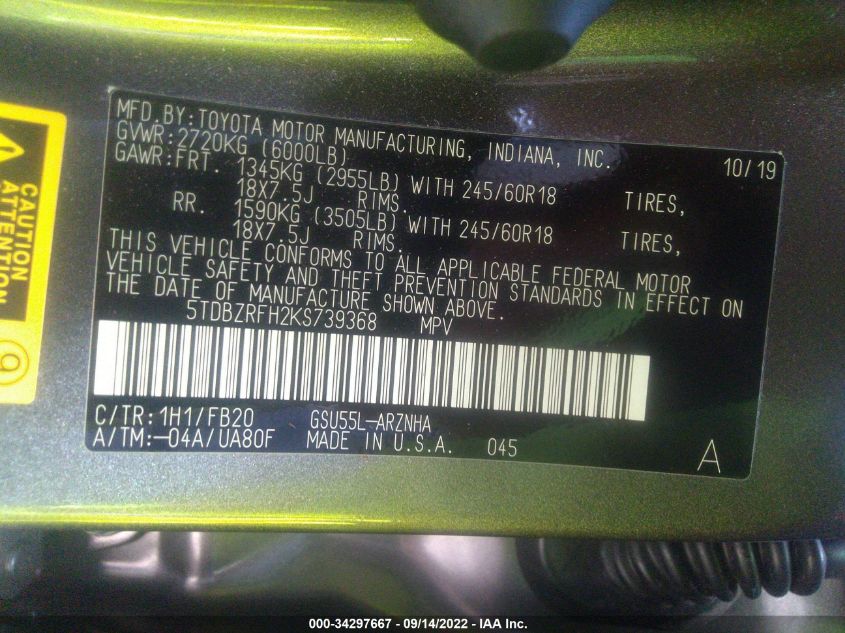 MFD.BY:TOYOTA MOTOR MANUFACTURING, INDIANA, INC. 10/19
GVWR:2720KG (6000LB)
GAWR:FRT. 1345KG (2955LB) WITH 245/60R18 TIRES,
18X7.5J RIMS.
RR. 1590KG (3505LB) WITH 245/60R18 TIRES,
18X7.5J RIMS.
THIS VEHICLE CONFORMS TO ALL APPLICABLE FEDERAL MOTOR
VEHICLE SAFETY AND THEFT PREVENTION STANDARDS IN EFFECT ON
THE DATE OF MANUFACTURE SHOWN ABOVE.
5TDBZRFH2KS739368 MPV
C/TR:1H1/FB20 GSU55L-ARZNHA
A/TM:-04A/UA80F MADE IN U.S.A. 045 A
CAUTION
ATTENTION
9
000-34297667 - 09/14/2022 - IAA Inc.